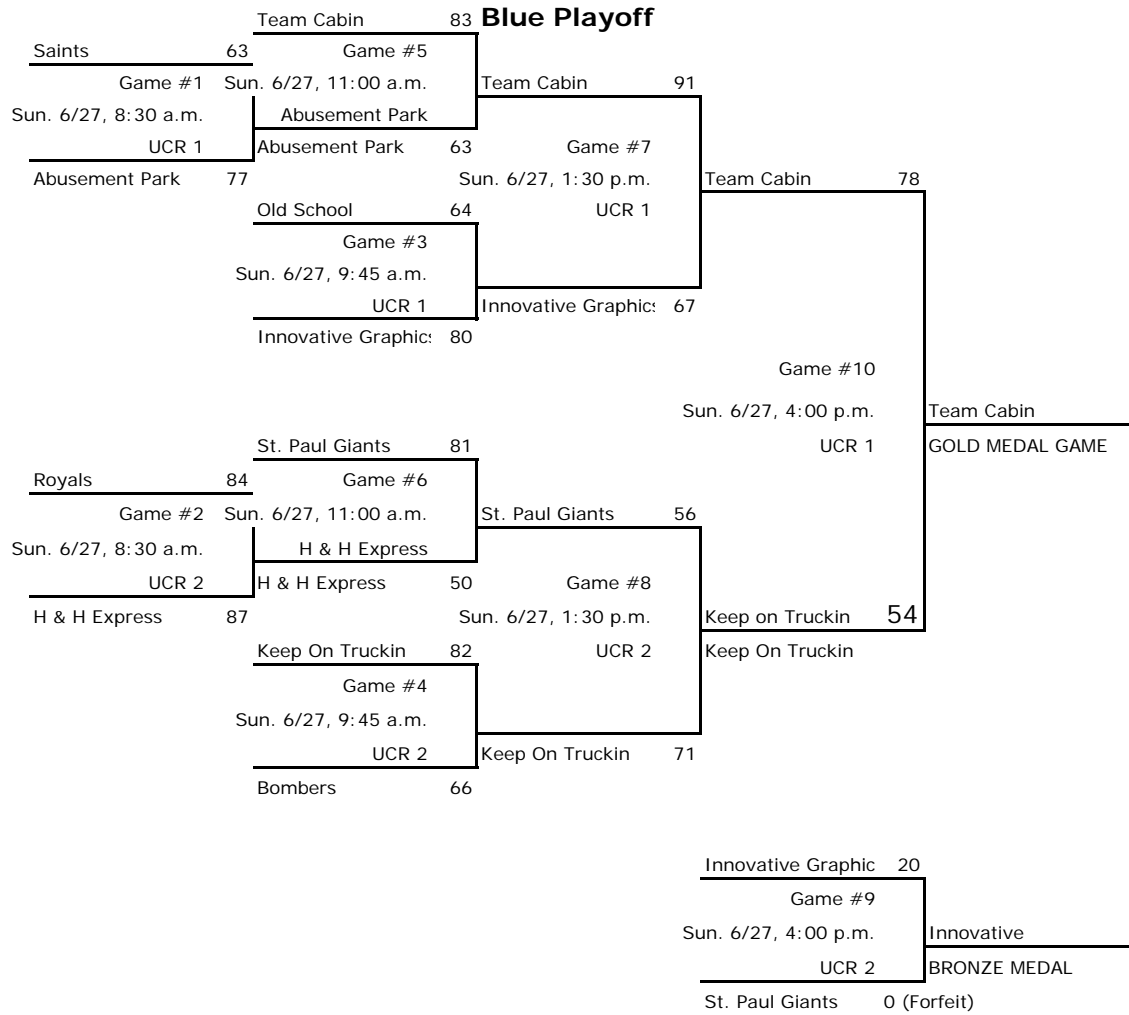 Blue Playoff
Team Cabin 83
Saints 63
Game #5
Game #1
Sun. 6/27, 11:00 a.m.
Team Cabin 91
Sun. 6/27, 8:30 a.m.
Abusement Park
UCR 1
Abusement Park 63
Game #7
Abusement Park 77
Sun. 6/27, 1:30 p.m.
Team Cabin 78
Old School 64
UCR 1
Game #3
Sun. 6/27, 9:45 a.m.
UCR 1
Innovative Graphics 67
Innovative Graphics 80
Game #10
Sun. 6/27, 4:00 p.m.
Team Cabin
St. Paul Giants 81
UCR 1
GOLD MEDAL GAME
Royals 84
Game #6
Game #2
Sun. 6/27, 11:00 a.m.
St. Paul Giants 56
Sun. 6/27, 8:30 a.m.
H & H Express
UCR 2
H & H Express 50
Game #8
H & H Express 87
Sun. 6/27, 1:30 p.m.
Keep on Truckin 54
Keep On Truckin 82
UCR 2
Keep On Truckin
Game #4
Sun. 6/27, 9:45 a.m.
UCR 2
Keep On Truckin 71
Bombers 66
Innovative Graphic 20
Game #9
Sun. 6/27, 4:00 p.m.
Innovative
UCR 2
BRONZE MEDAL
St. Paul Giants 0 (Forfeit)